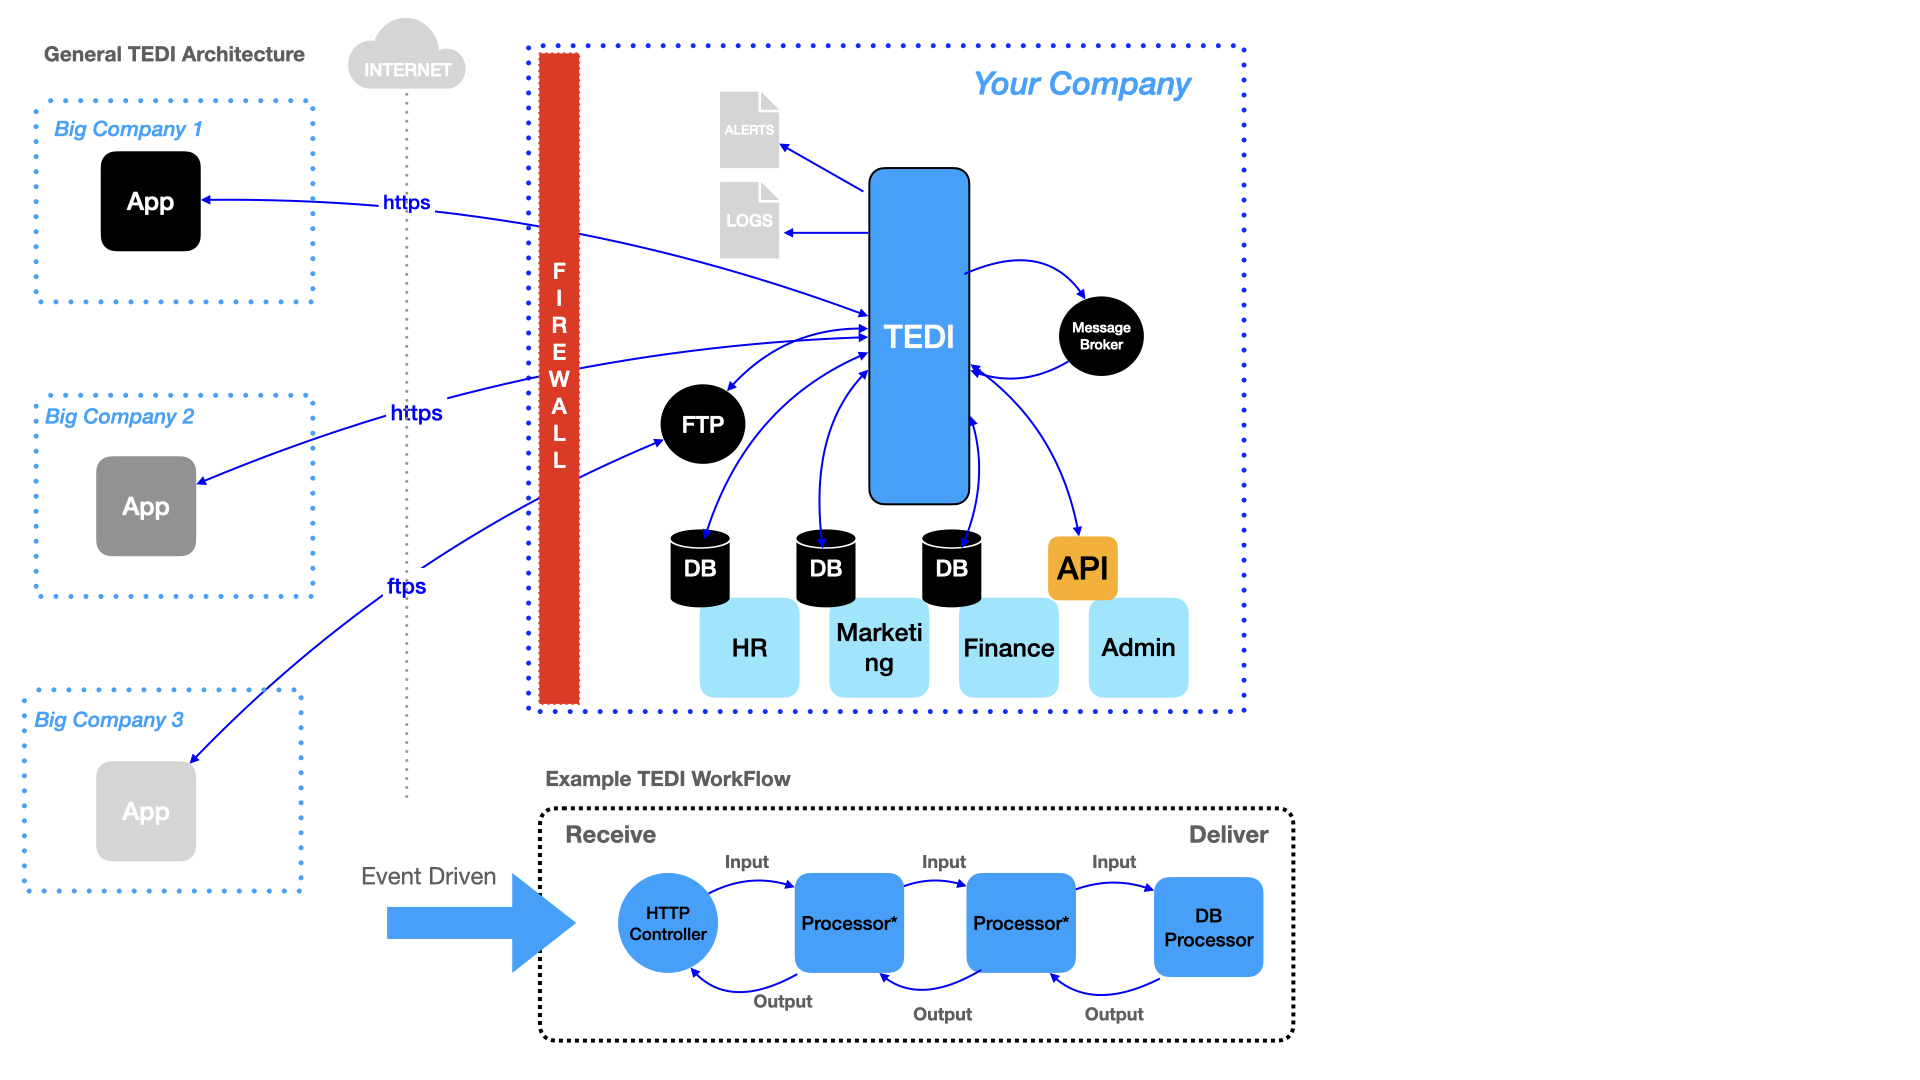 General TEDI Architecture
INTERNET
Big Company 1
App
https
Big Company 2
https
App
ftps
Big Company 3
App
F
I
R
E
W
A
L
L
Your Company
ALERTS
LOGS
TEDI
Message
Broker
FTP
DB
DB
DB
API
HR
Marketi
ng
Finance
Admin
Example TEDI WorkFlow
Receive
Deliver
Event Driven
Input
Input
Input
HTTP
Controller
Processor*
Processor*
DB
Processor
Output
Output
Output